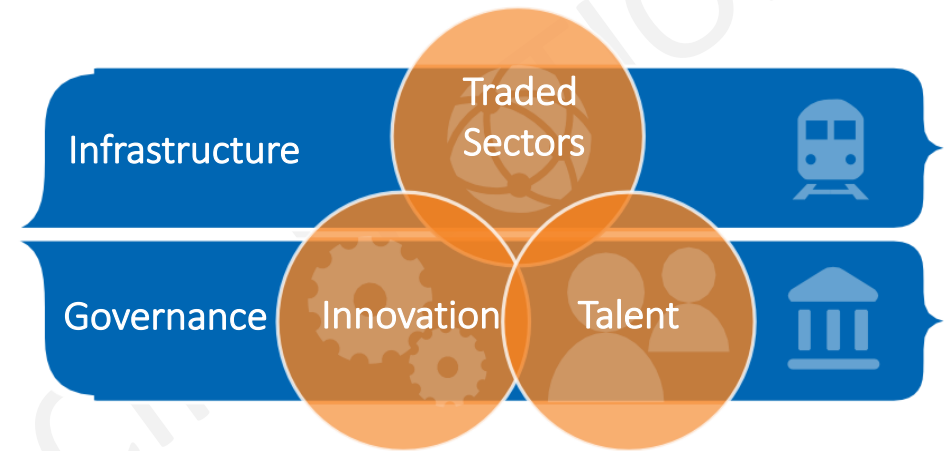 Traded
Sectors
Infrastructure
Governance
Innovation
Talent